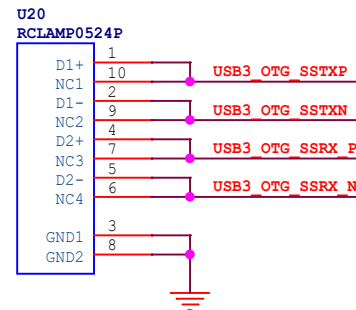 U20
RCLAMP0524P
D1+ 1
NC1 10 USB3_OTG_SSTXP
D1- 2
NC2 9 USB3_OTG_SSTXN
D2+ 4
NC3 7 USB3_OTG_SSRX_P
D2- 5
NC4 6 USB3_OTG_SSRX_N
GND1 3
GND2 8